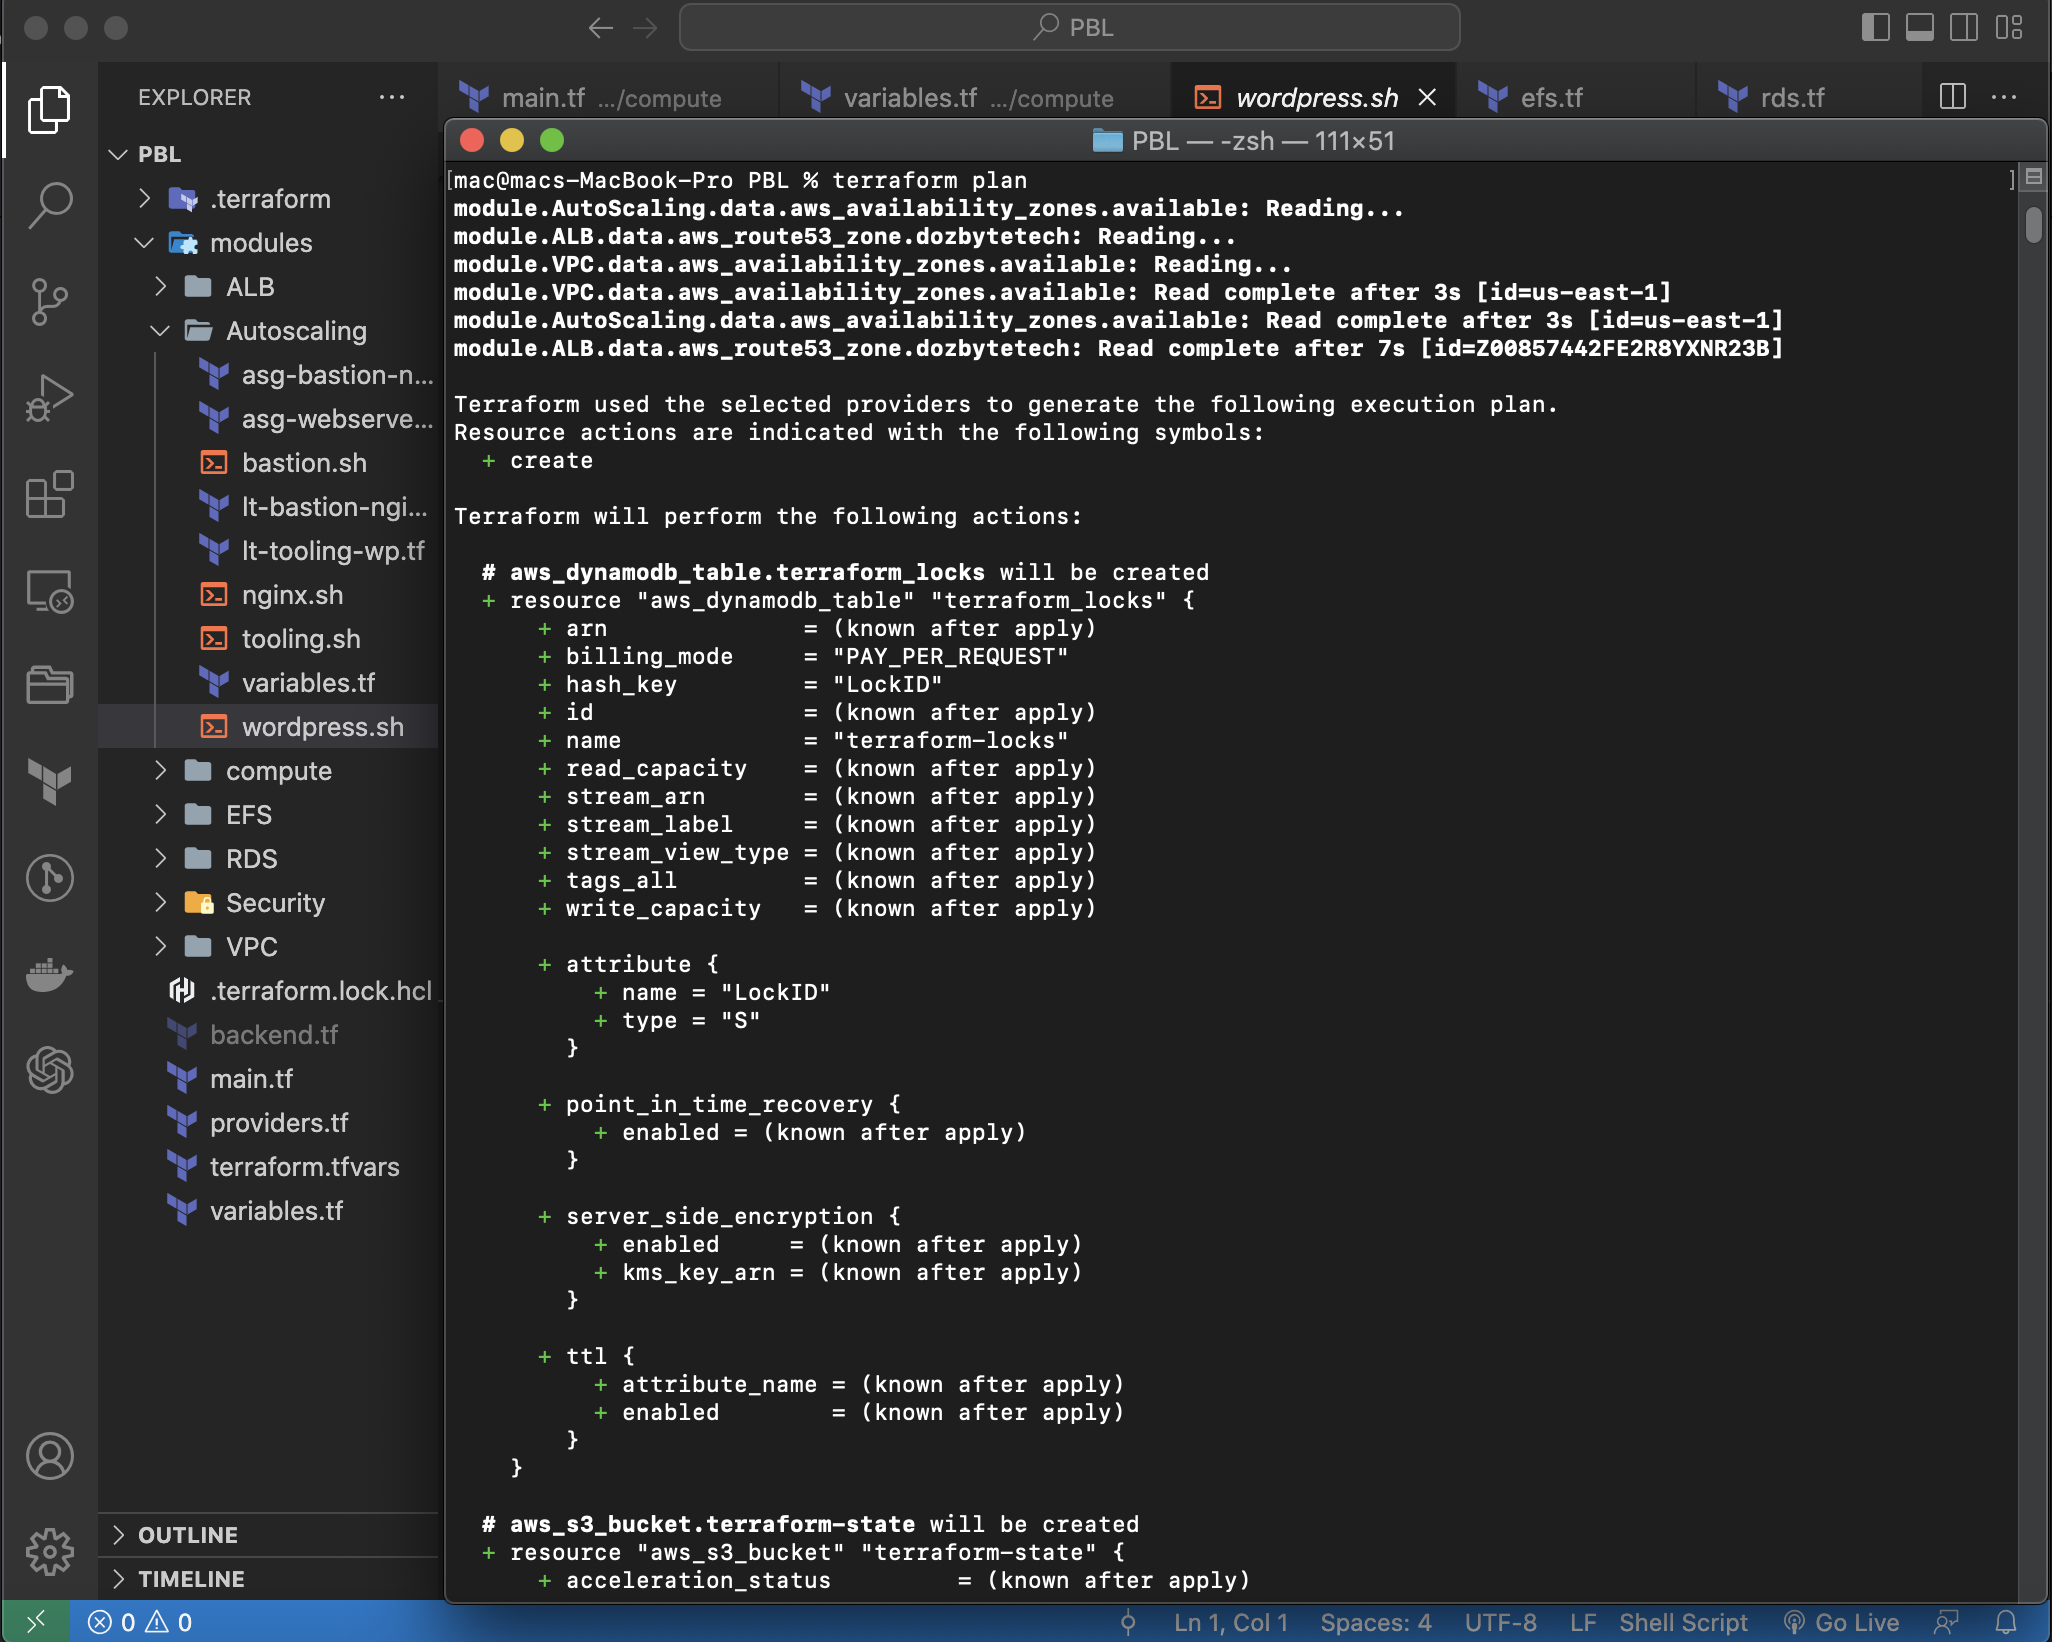 PBL
EXPLORER
main.tf .../compute
variables.tf .../compute
wordpress.sh
efs.tf
rds.tf
PBL
.terraform
modules
ALB
Autoscaling
asg-bastion-n...
asg-webserve...
bastion.sh
lt-bastion-ngi...
lt-tooling-wp.tf
nginx.sh
tooling.sh
variables.tf
wordpress.sh
compute
EFS
RDS
Security
VPC
.terraform.lock.hcl
backend.tf
main.tf
providers.tf
terraform.tfvars
variables.tf
OUTLINE
TIMELINE
PBL — -zsh — 111×51
[mac@macs-MacBook-Pro PBL % terraform plan ]
module.AutoScaling.data.aws_availability_zones.available: Reading...
module.ALB.data.aws_route53_zone.dozbytetech: Reading...
module.VPC.data.aws_availability_zones.available: Reading...
module.VPC.data.aws_availability_zones.available: Read complete after 3s [id=us-east-1]
module.AutoScaling.data.aws_availability_zones.available: Read complete after 3s [id=us-east-1]
module.ALB.data.aws_route53_zone.dozbytetech: Read complete after 7s [id=Z00857442FE2R8YXNR23B]
Terraform used the selected providers to generate the following execution plan.
Resource actions are indicated with the following symbols:
+ create
Terraform will perform the following actions:
# aws_dynamodb_table.terraform_locks will be created
+ resource "aws_dynamodb_table" "terraform_locks" {
+ arn = (known after apply)
+ billing_mode = "PAY_PER_REQUEST"
+ hash_key = "LockID"
+ id = (known after apply)
+ name = "terraform-locks"
+ read_capacity = (known after apply)
+ stream_arn = (known after apply)
+ stream_label = (known after apply)
+ stream_view_type = (known after apply)
+ tags_all = (known after apply)
+ write_capacity = (known after apply)
+ attribute {
+ name = "LockID"
+ type = "S"
}
+ point_in_time_recovery {
+ enabled = (known after apply)
}
+ server_side_encryption {
+ enabled = (known after apply)
+ kms_key_arn = (known after apply)
}
+ ttl {
+ attribute_name = (known after apply)
+ enabled = (known after apply)
}
}
# aws_s3_bucket.terraform-state will be created
+ resource "aws_s3_bucket" "terraform-state" {
+ acceleration_status = (known after apply)
0 0
Ln 1, Col 1 Spaces: 4 UTF-8 LF Shell Script Go Live